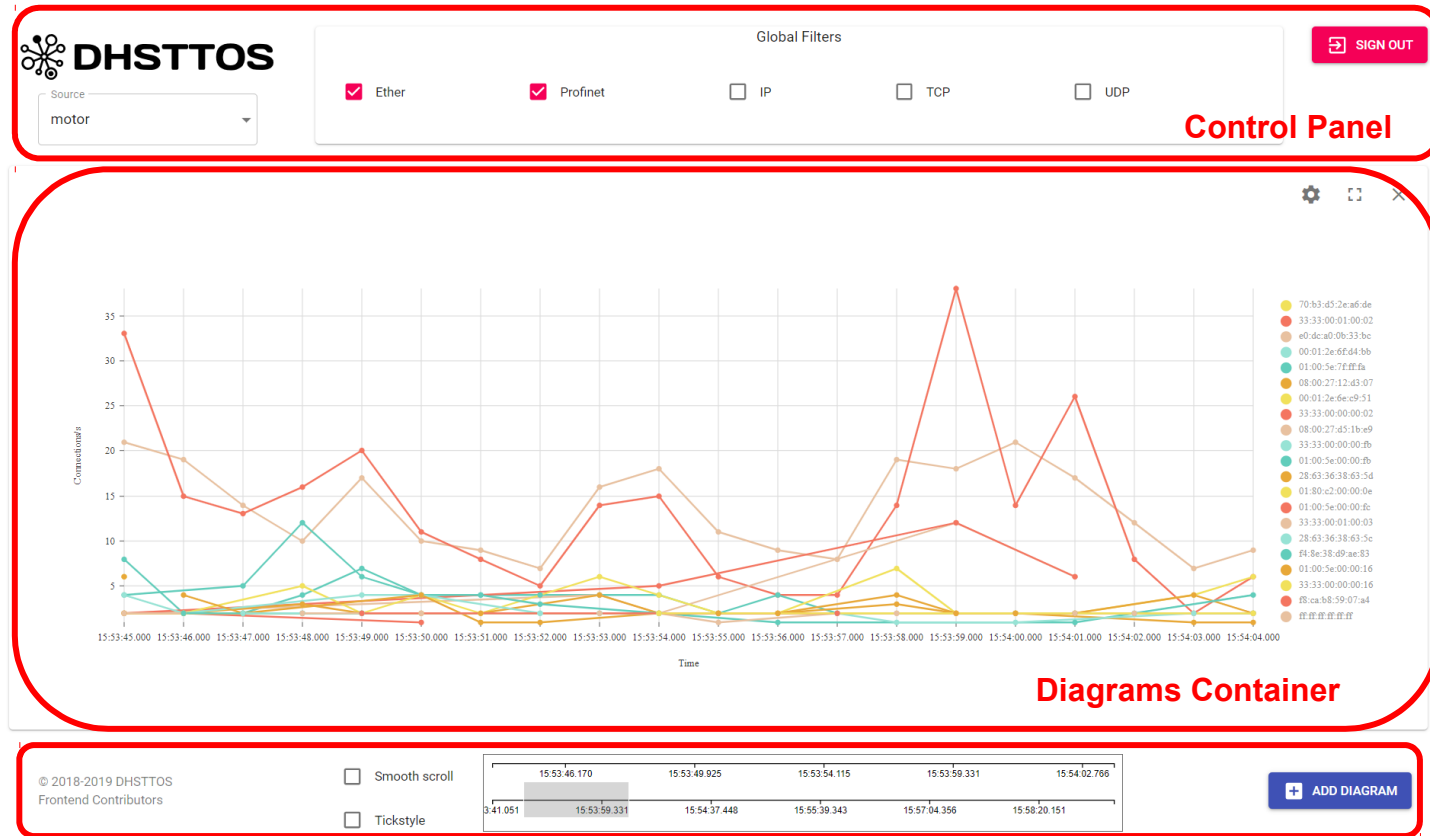 DHSTTOS
Source
motor
Global Filters
Ether
Profinet
IP
TCP
UDP
SIGN OUT
Control Panel
35
30
25
20
15
10
5
Connections/s
15:53:45.000 15:53:46.000 15:53:47.000 15:53:48.000 15:53:49.000 15:53:50.000 15:53:51.000 15:53:52.000 15:53:53.000 15:53:54.000 15:53:55.000 15:53:56.000 15:53:57.000 15:53:58.000 15:53:59.000 15:54:00.000 15:54:01.000 15:54:02.000 15:54:03.000 15:54:04.000
Time
70:b3:d5:2e:a6:de
33:33:00:01:00:02
e0:dc:a0:0b:33:bc
00:01:2e:6f:d4:bb
01:00:5e:7f:ff:fa
08:00:27:12:d3:07
00:01:2e:6e:c9:51
33:33:00:00:00:02
08:00:27:d5:1b:e9
33:33:00:00:00:fb
01:00:5e:00:00:fb
28:63:36:38:63:5d
01:80:c2:00:00:0e
01:00:5e:00:00:fc
33:33:00:01:00:03
28:63:36:38:63:5c
f4:8e:38:d9:ae:83
01:00:5e:00:00:16
33:33:00:00:00:16
f8:ca:b8:59:07:a4
ff:ff:ff:ff:ff:ff
Diagrams Container
© 2018-2019 DHSTTOS
Frontend Contributors
Smooth scroll
Tickstyle
15:53:46.170 15:53:49.925 15:53:54.115 15:53:59.331 15:54:02.766
3:41.051 15:53:59.331 15:54:37.448 15:55:39.343 15:57:04.356 15:58:20.151
ADD DIAGRAM